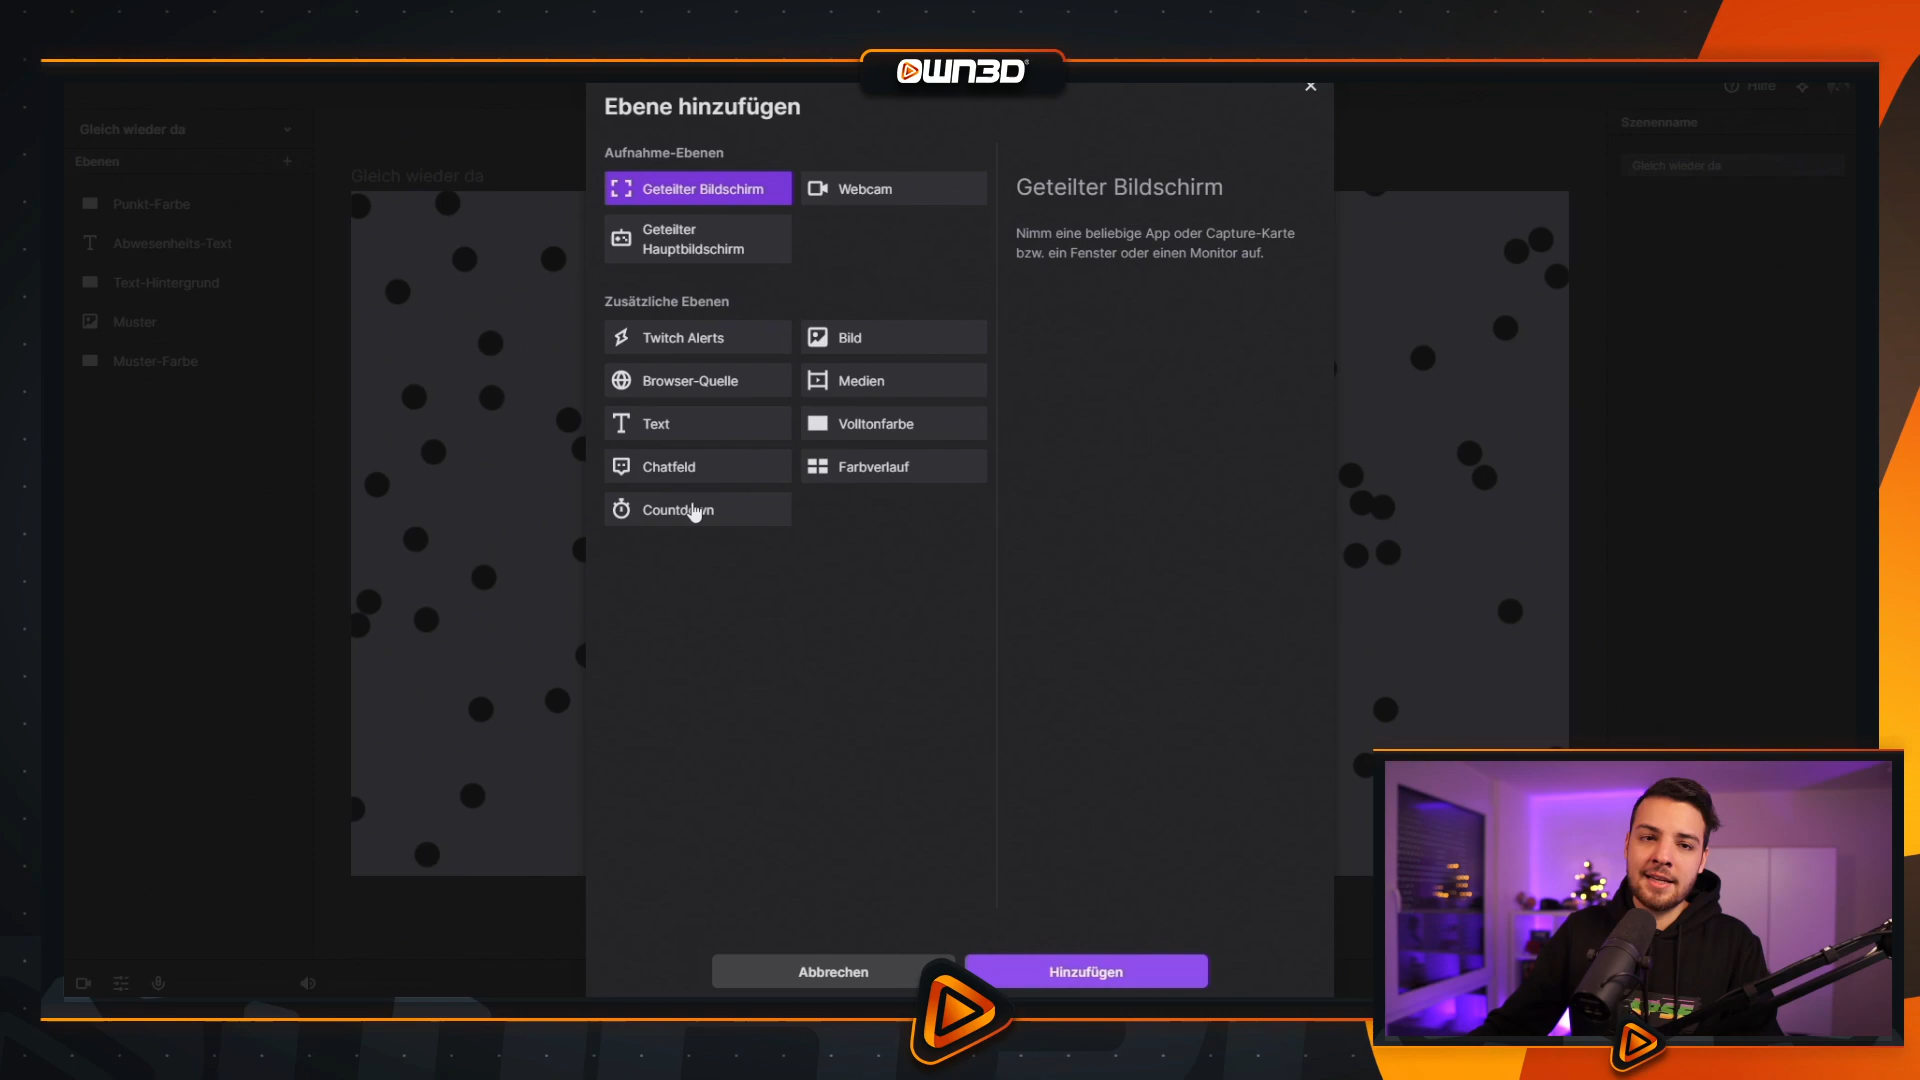 OWN3D
Hilfe
Ebene hinzufügen
Gleich wieder da
Ebenen
Punkt-Farbe
Abwesenheits-Text
Text-Hintergrund
Muster
Muster-Farbe
Gleich wieder da
Aufnahme-Ebenen
Geteilter Bildschirm
Webcam
Geteilter
Hauptbildschirm
Zusätzliche Ebenen
Twitch Alerts
Bild
Browser-Quelle
Medien
Text
Volltonfarbe
Chatfeld
Farbverlauf
Countdown
Geteilter Bildschirm
Nimm eine beliebige App oder Capture-Karte
bzw. ein Fenster oder einen Monitor auf.
Szenenname
Gleich wieder da
Abbrechen
Hinzufügen